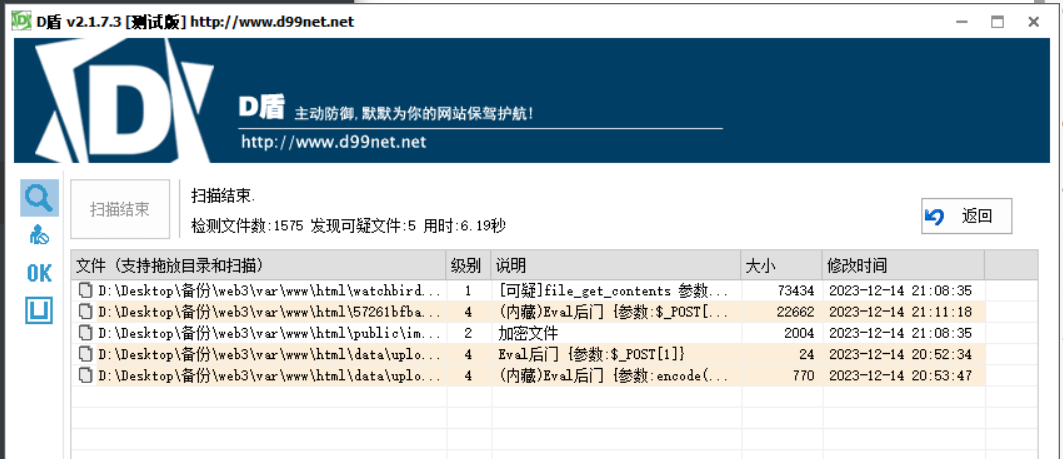 D盾 v2.1.7.3 [测试版] http://www.d99net.net
D
D盾 主动防御,默默为你的网站保驾护航!
http://www.d99net.net
扫描结束
扫描结束.
检测文件数:1575 发现可疑文件:5 用时:6.19秒
返回
OK
文件 (支持拖放目录和扫描) 级别 说明 大小 修改时间
D:\Desktop\备份\web3\var\www\html\watchbird... 1 [可疑]file_get_contents 参数... 73434 2023-12-14 21:08:35
D:\Desktop\备份\web3\var\www\html\57261bfba... 4 (内藏)Eval后门 {参数:$_POST[... 22662 2023-12-14 21:11:18
D:\Desktop\备份\web3\var\www\html\public\im... 2 加密文件 2004 2023-12-14 21:08:35
D:\Desktop\备份\web3\var\www\html\data\uplo... 4 Eval后门 {参数:$_POST[1]} 24 2023-12-14 20:52:34
D:\Desktop\备份\web3\var\www\html\data\uplo... 4 (内藏)Eval后门 {参数:encode(... 770 2023-12-14 20:53:47